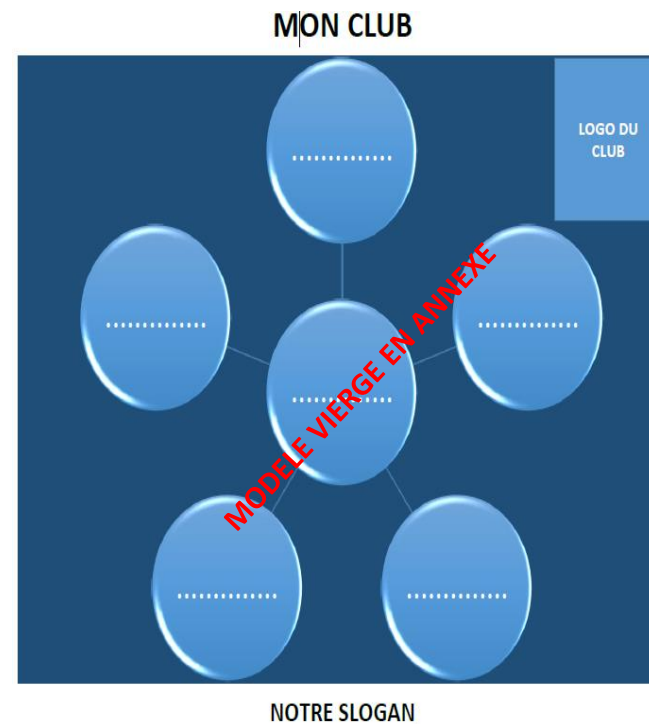 MON CLUB
LOGO DU
CLUB
..............
..............
..............
..............
MODELE VIERGE EN ANNEXE
..............
..............
NOTRE SLOGAN